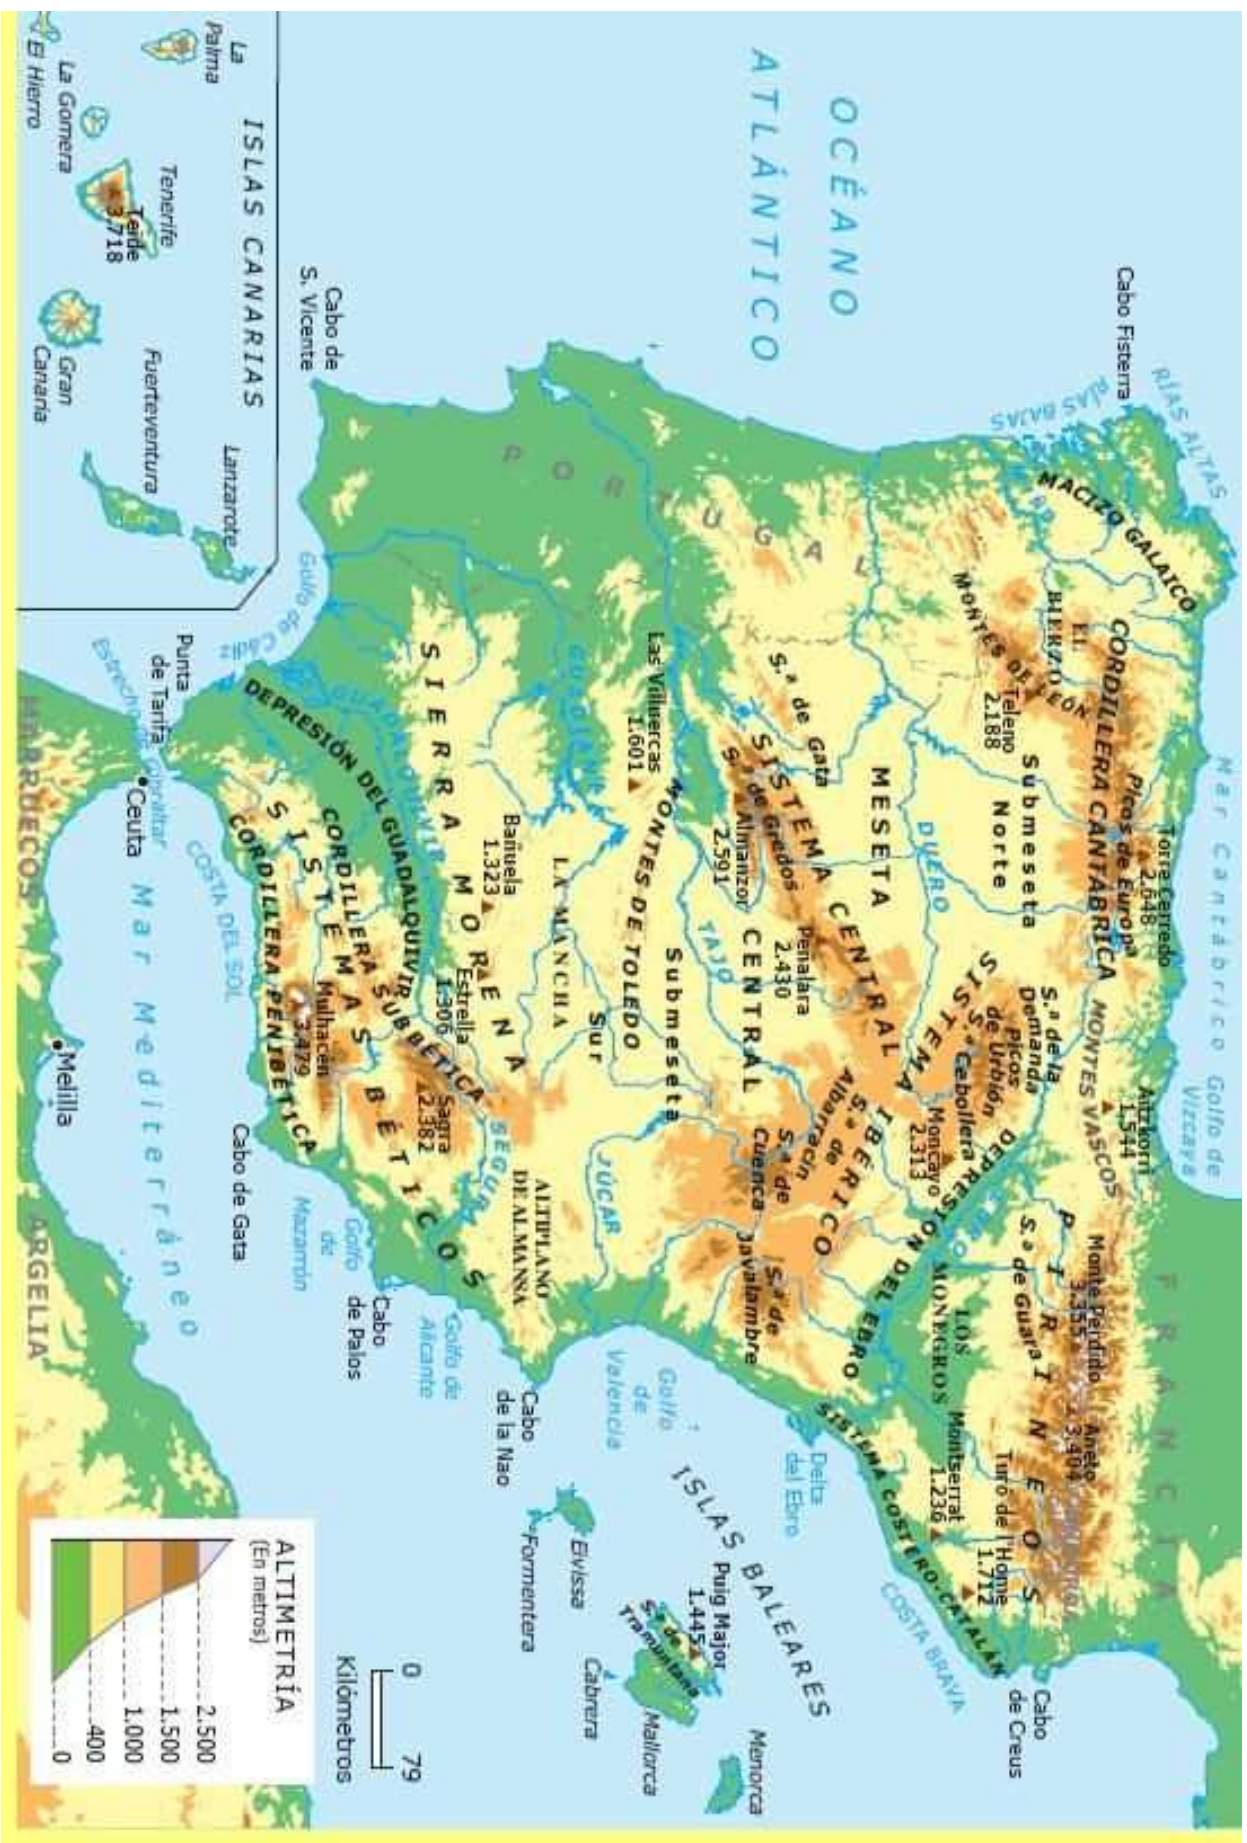 RÍAS ALTAS
Mar Cantábrico
Golfo de
Vizcaya
Cabo Fisterra
RÍAS BAJAS
MACIZO GALAICO
CORDILLERA CANTÁBRICA
Torre Cerredo
2.648
Picos de Europa
MONTES VASCOS
Aitzkorri
1.544
FRANCIA
EL
BIERZO
MONTES DE LEÓN
Teleno
2.188
Submeseta
Norte
S.ª de la
Demanda
Picos
de Urbión
S.ª Cebollera
SISTEMA IBÉRICO
Moncayo
2.313
DEPRESIÓN DEL EBRO
EBRO
PIRINEOS
Monte Perdido
3.355
Aneto
3.404
S.ª de Guara
LOS
MONEGROS
Montserrat
1.236
Turo de l'Home
1.712
Cabo
de Creus
COSTA BRAVA
SISTEMA COSTERO-CATALÁN
OCÉANO
ATLÁNTICO
PORTUGAL
DUERO
MESETA
CENTRAL
SISTEMA CENTRAL
S.ª de
Gata
S.ª de Gredos
Almanzor
2.591
Peñalara
2.430
S.ª de
Albarracín
S.ª de
Cuenca
S.ª de
Javalambre
Delta
del Ebro
TAJO
Las Villuercas
1.601
MONTES DE TOLEDO
Submeseta
Sur
JÚCAR
Golfo
de
Valencia
ISLAS BALEARES
Menorca
Puig Major
1.445
S.ª de
Tramuntana
Mallorca
Cabrera
Eivissa
Formentera
GUADIANA
LA MANCHA
ALTIPLANO
DE ALMANSA
Cabo
de la Nao
SIERRA MORENA
Bañuela
1.323
Estrella
1.306
SEGURA
Golfo de
Alicante
GUADALQUIVIR
DEPRESIÓN DEL GUADALQUIVIR
CORDILLERA SUBBÉTICA
Sagra
2.382
SISTEMAS BÉTICOS
Mulhacén
3.479
CORDILLERA PENIBÉTICA
Cabo
de Palos
Golfo
de
Mazarrón
Cabo de Gata
Cabo de
S. Vicente
Golfo de Cádiz
Punta
de Tarifa
COSTA DEL SOL
Ceuta
Mar Mediterráneo
Melilla
MARRUECOS
ARGELIA
ISLAS CANARIAS
La
Palma
La Gomera
El Hierro
Tenerife
Teide
3.718
Gran
Canaria
Fuerteventura
Lanzarote
0 79
Kilómetros
ALTIMETRÍA
(En metros)
2.500
1.500
1.000
400
0